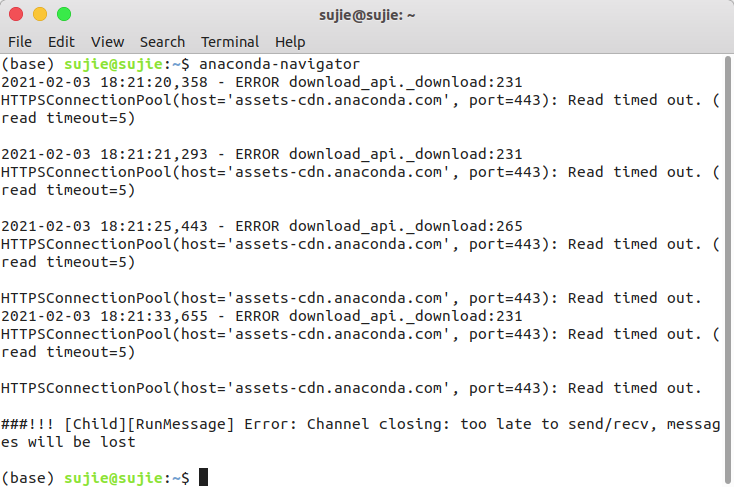 sujie@sujie: ~
File Edit View Search Terminal Help
(base) sujie@sujie:~$ anaconda-navigator
2021-02-03 18:21:20,358 - ERROR download_api._download:231
HTTPSConnectionPool(host='assets-cdn.anaconda.com', port=443): Read timed out. (
read timeout=5)

2021-02-03 18:21:21,293 - ERROR download_api._download:231
HTTPSConnectionPool(host='assets-cdn.anaconda.com', port=443): Read timed out. (
read timeout=5)

2021-02-03 18:21:25,443 - ERROR download_api._download:265
HTTPSConnectionPool(host='assets-cdn.anaconda.com', port=443): Read timed out. (
read timeout=5)

HTTPSConnectionPool(host='assets-cdn.anaconda.com', port=443): Read timed out.
2021-02-03 18:21:33,655 - ERROR download_api._download:231
HTTPSConnectionPool(host='assets-cdn.anaconda.com', port=443): Read timed out. (
read timeout=5)

HTTPSConnectionPool(host='assets-cdn.anaconda.com', port=443): Read timed out.

###!!! [Child][RunMessage] Error: Channel closing: too late to send/recv, messag
es will be lost

(base) sujie@sujie:~$